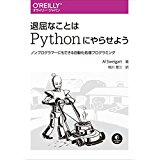 O'REILLY®
オライリー・ジャパン
退屈なことは
Pythonに
やらせよう
ノンプログラマーにもできる自動化処理プログラミング
Al Sweigart 著
相川 愛三 訳